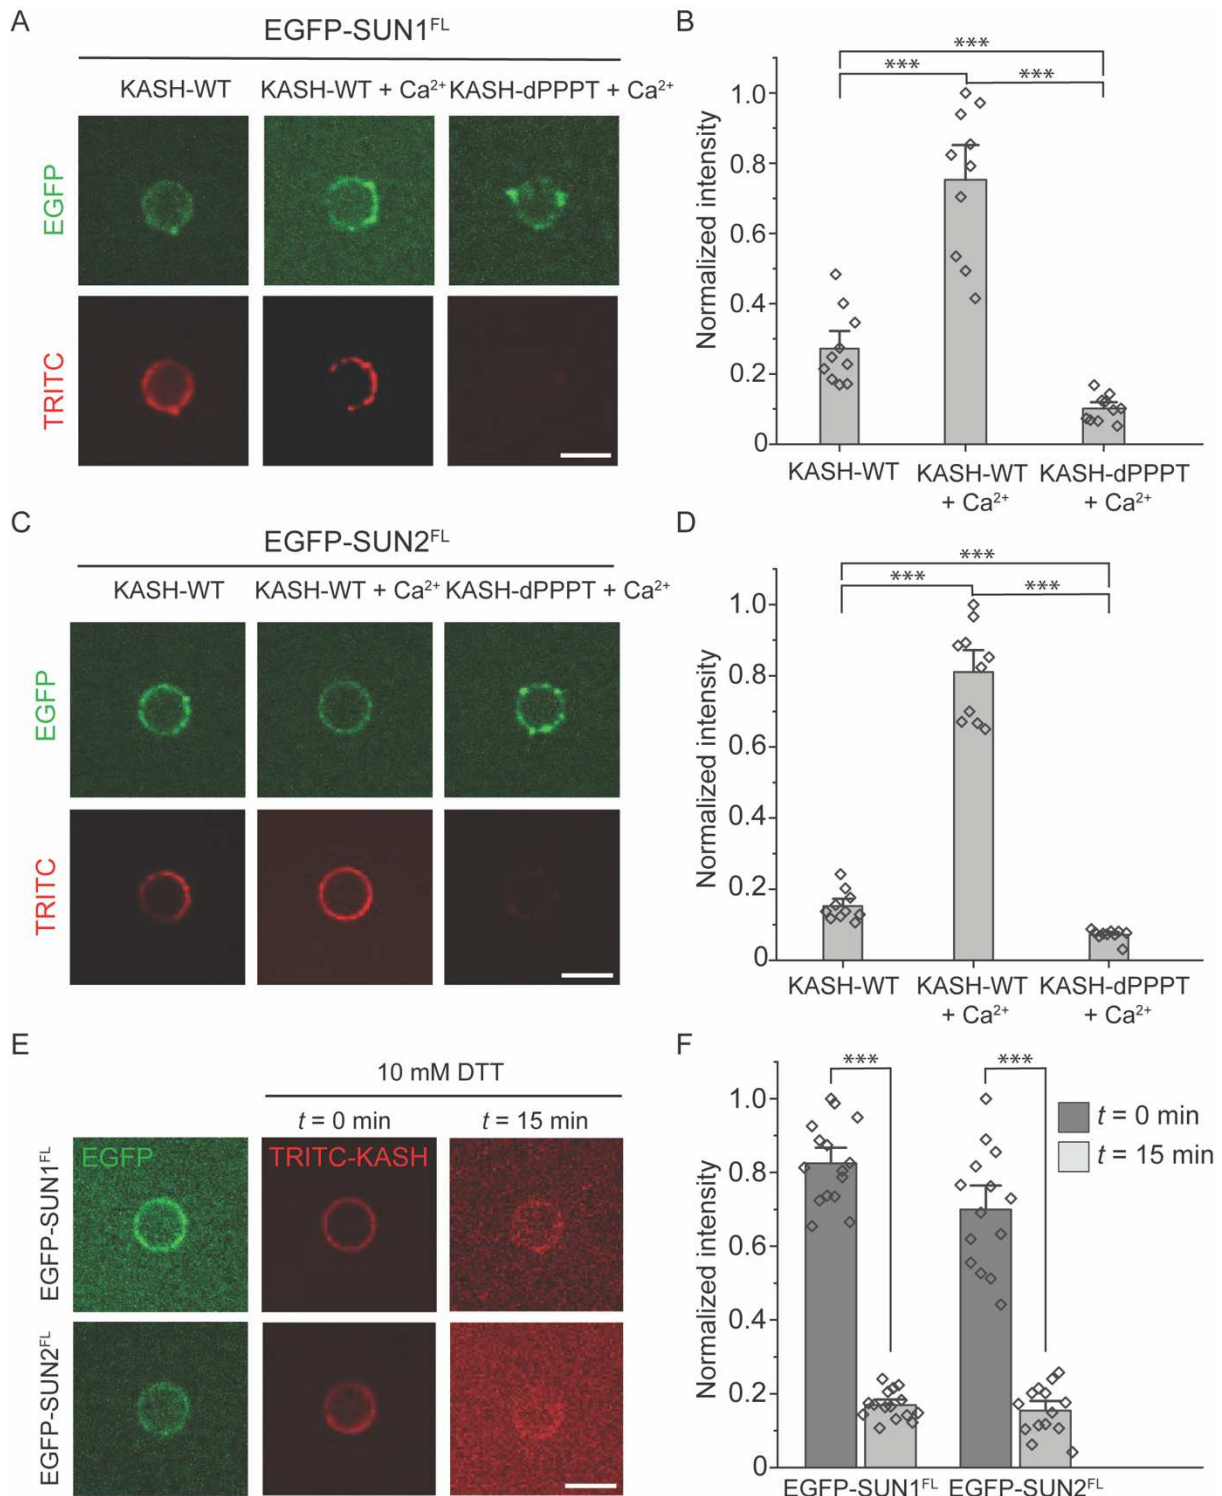 A
EGFP-SUN1FL
KASH-WT KASH-WT + Ca2+ KASH-dPPPT + Ca2+
EGFP
TRITC
B
***
*** ***
Normalized intensity
1.0
0.8
0.6
0.4
0.2
0
KASH-WT KASH-WT + Ca2+ KASH-dPPPT + Ca2+
C
EGFP-SUN2FL
KASH-WT KASH-WT + Ca2+ KASH-dPPPT + Ca2+
EGFP
TRITC
D
***
*** ***
Normalized intensity
1.0
0.8
0.6
0.4
0.2
0
KASH-WT KASH-WT + Ca2+ KASH-dPPPT + Ca2+
E
10 mM DTT
t = 0 min t = 15 min
EGFP-SUN1FL
EGFP TRITC-KASH
EGFP-SUN2FL
F
*** ***
t = 0 min
t = 15 min
Normalized intensity
1.0
0.8
0.6
0.4
0.2
0.0
EGFP-SUN1FL EGFP-SUN2FL